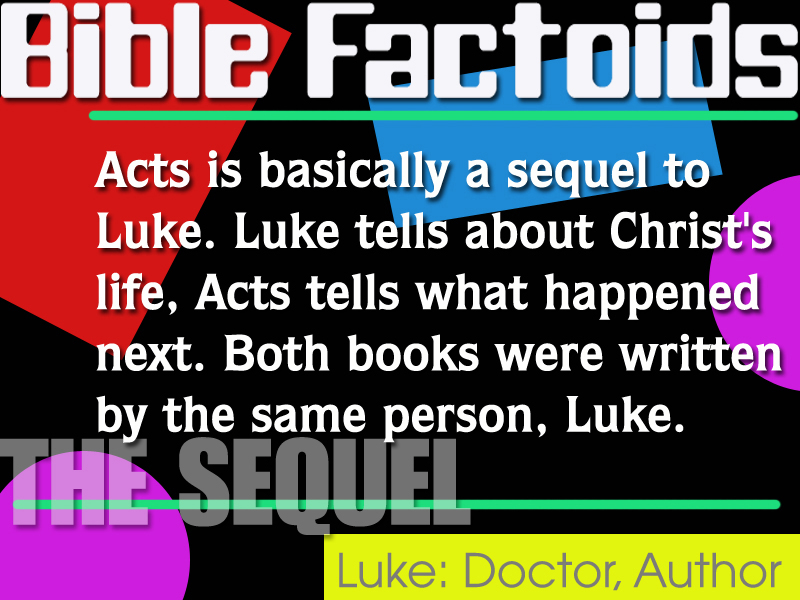 Bible Factoids
Acts is basically a sequel to
Luke. Luke tells about Christ's
life, Acts tells what happened
next. Both books were written
by the same person, Luke.
THE SEQUEL
Luke: Doctor, Author